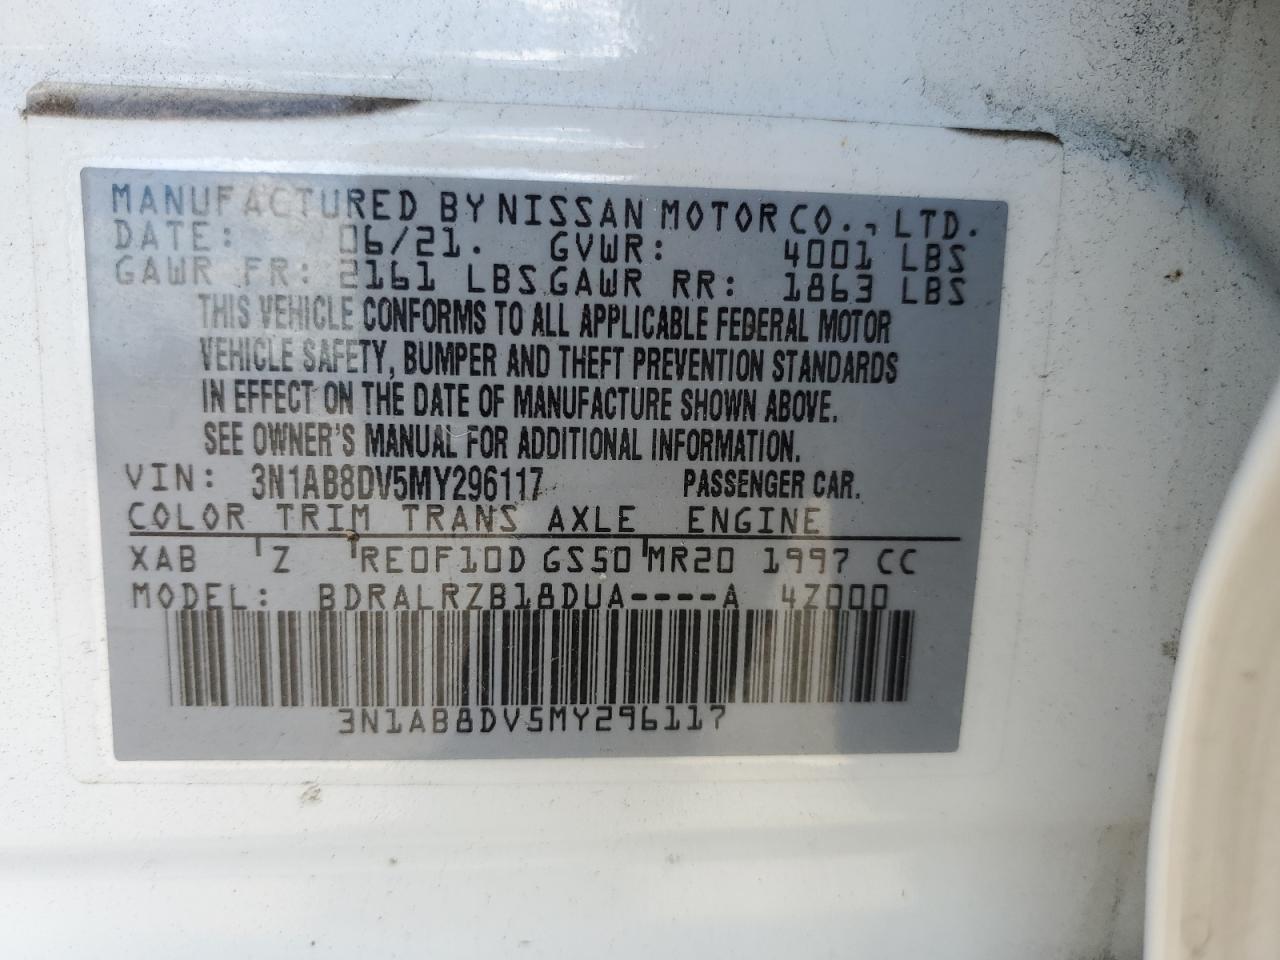 MANUFACTURED BY NISSAN MOTOR CO., LTD.
DATE: 06/21. GVWR: 4001 LBS
GAWR FR: 2161 LBS GAWR RR: 1863 LBS
THIS VEHICLE CONFORMS TO ALL APPLICABLE FEDERAL MOTOR
VEHICLE SAFETY, BUMPER AND THEFT PREVENTION STANDARDS
IN EFFECT ON THE DATE OF MANUFACTURE SHOWN ABOVE.
SEE OWNER'S MANUAL FOR ADDITIONAL INFORMATION.
VIN: 3N1AB8DV5MY296117 PASSENGER CAR.
COLOR TRIM TRANS AXLE ENGINE
XAB Z RE0F10D GS50 MR20 1997 CC
MODEL: BDRALRZB18DUA----A 4Z000
3N1AB8DV5MY296117